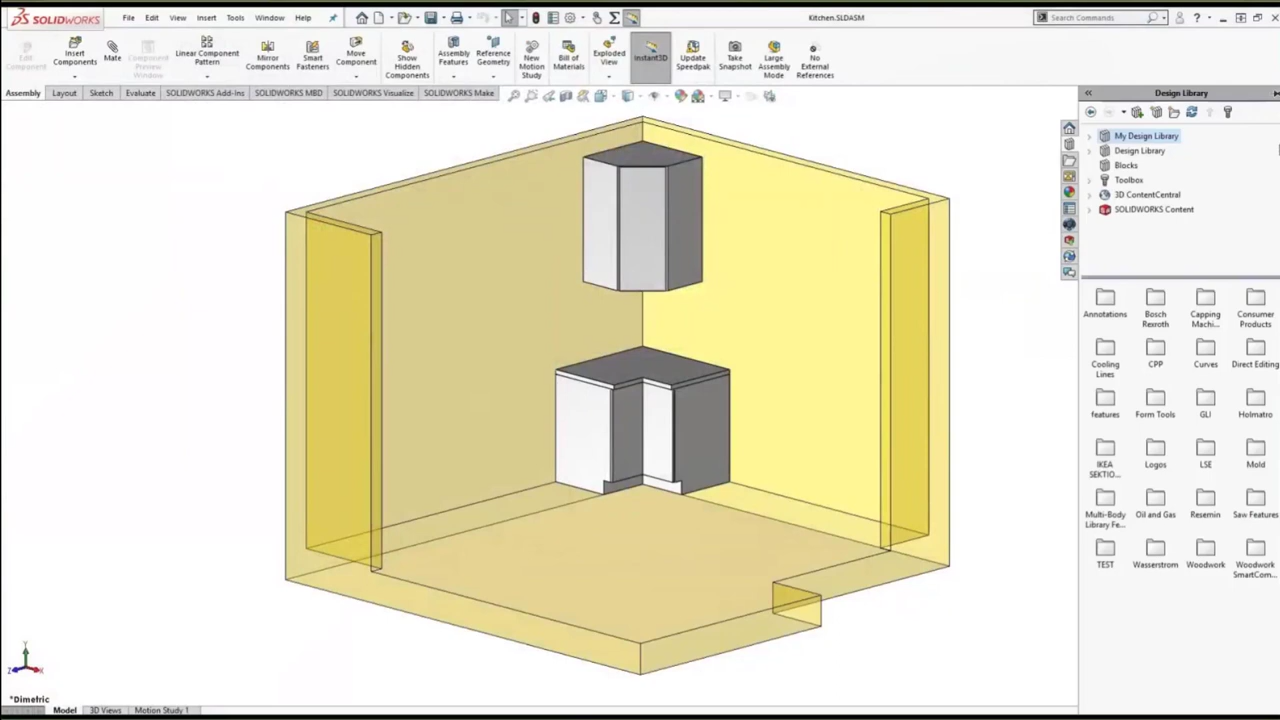 SOLIDWORKS
File Edit View Insert Tools Window Help
Kitchen.SLDASM
Search Commands
Edit Component
Insert Components
Mate
Component Preview Window
Linear Component Pattern
Mirror Components
Smart Fasteners
Move Component
Show Hidden Components
Assembly Features
Reference Geometry
New Motion Study
Bill of Materials
Exploded View
Instant3D
Update Speedpak
Take Snapshot
Large Assembly Mode
No External References
Assembly Layout Sketch Evaluate SOLIDWORKS Add-Ins SOLIDWORKS MBD SOLIDWORKS Visualize SOLIDWORKS Make
Design Library
My Design Library
Design Library
Blocks
Toolbox
3D ContentCentral
SOLIDWORKS Content
Annotations
Bosch Rexroth
Capping Machi...
Consumer Products
Cooling Lines
CPP
Curves
Direct Editing
features
Form Tools
GLI
Holmatro
IKEA SEKTIO...
Logos
LSE
Mold
Multi-Body Library Fe...
Oil and Gas
Resemin
Saw Features
TEST
Wasserstrom
Woodwork
Woodwork SmartCom...
Y
Z
X
*Dimetric
Model 3D Views Motion Study 1